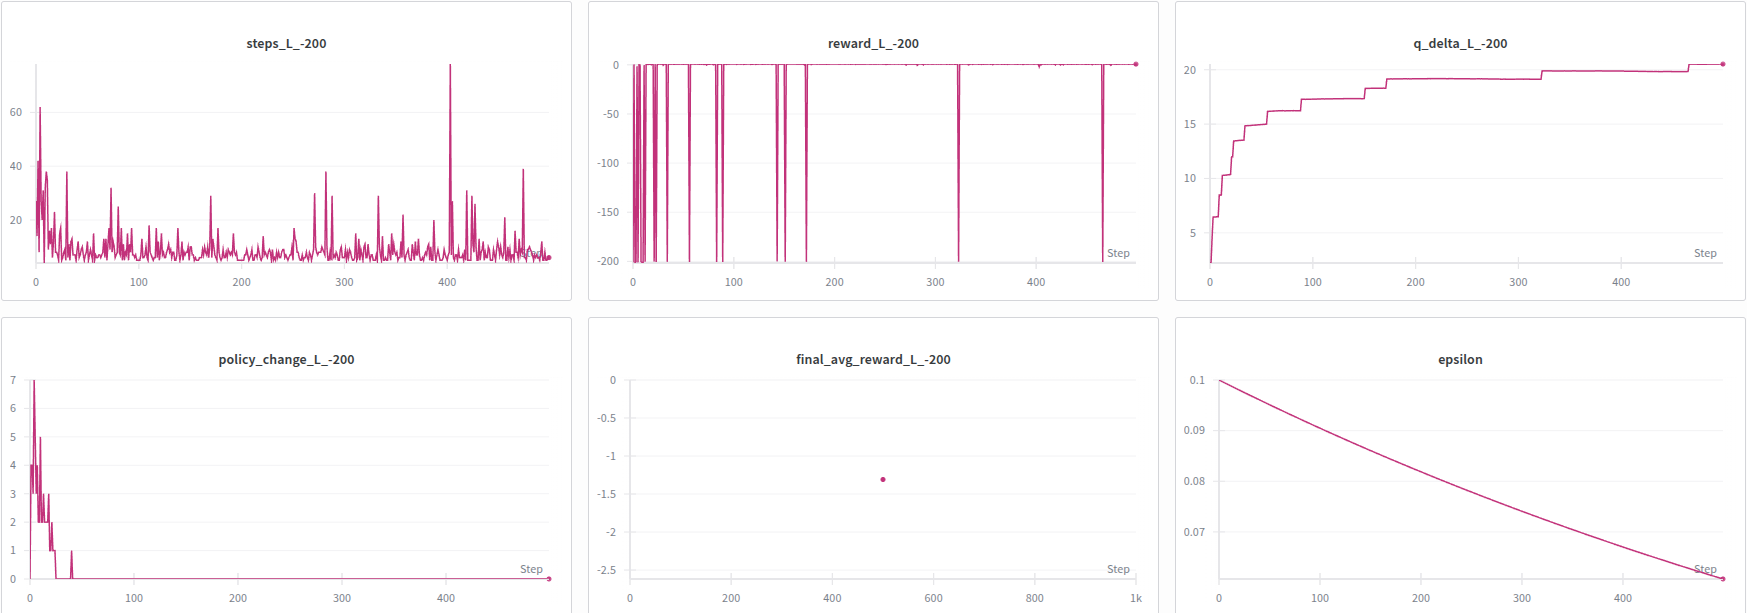 steps_L_-200
60
40
20
Step
0 100 200 300 400
reward_L_-200
0
-50
-100
-150
-200
Step
0 100 200 300 400
q_delta_L_-200
20
15
10
5
Step
0 100 200 300 400
policy_change_L_-200
7
6
5
4
3
2
1
0
Step
0 100 200 300 400
final_avg_reward_L_-200
0
-0.5
-1
-1.5
-2
-2.5
Step
0 200 400 600 800 1k
epsilon
0.1
0.09
0.08
0.07
Step
0 100 200 300 400